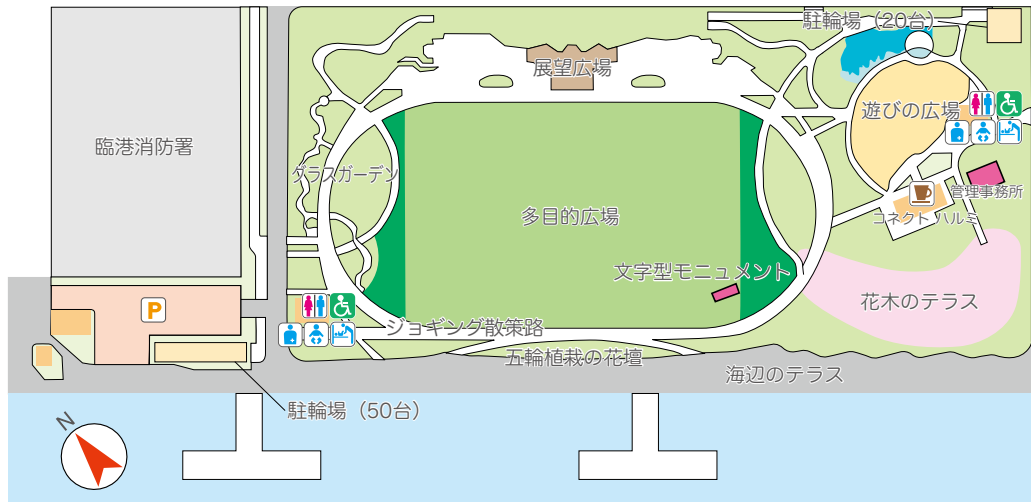 駐輪場（20台）
展望広場
遊びの広場
臨港消防署
グラスガーデン
管理事務所
多目的広場
コネクト ハルミ
文字型モニュメント
花木のテラス
P
ジョギング散策路
五輪植栽の花壇
海辺のテラス
駐輪場（50台）
N